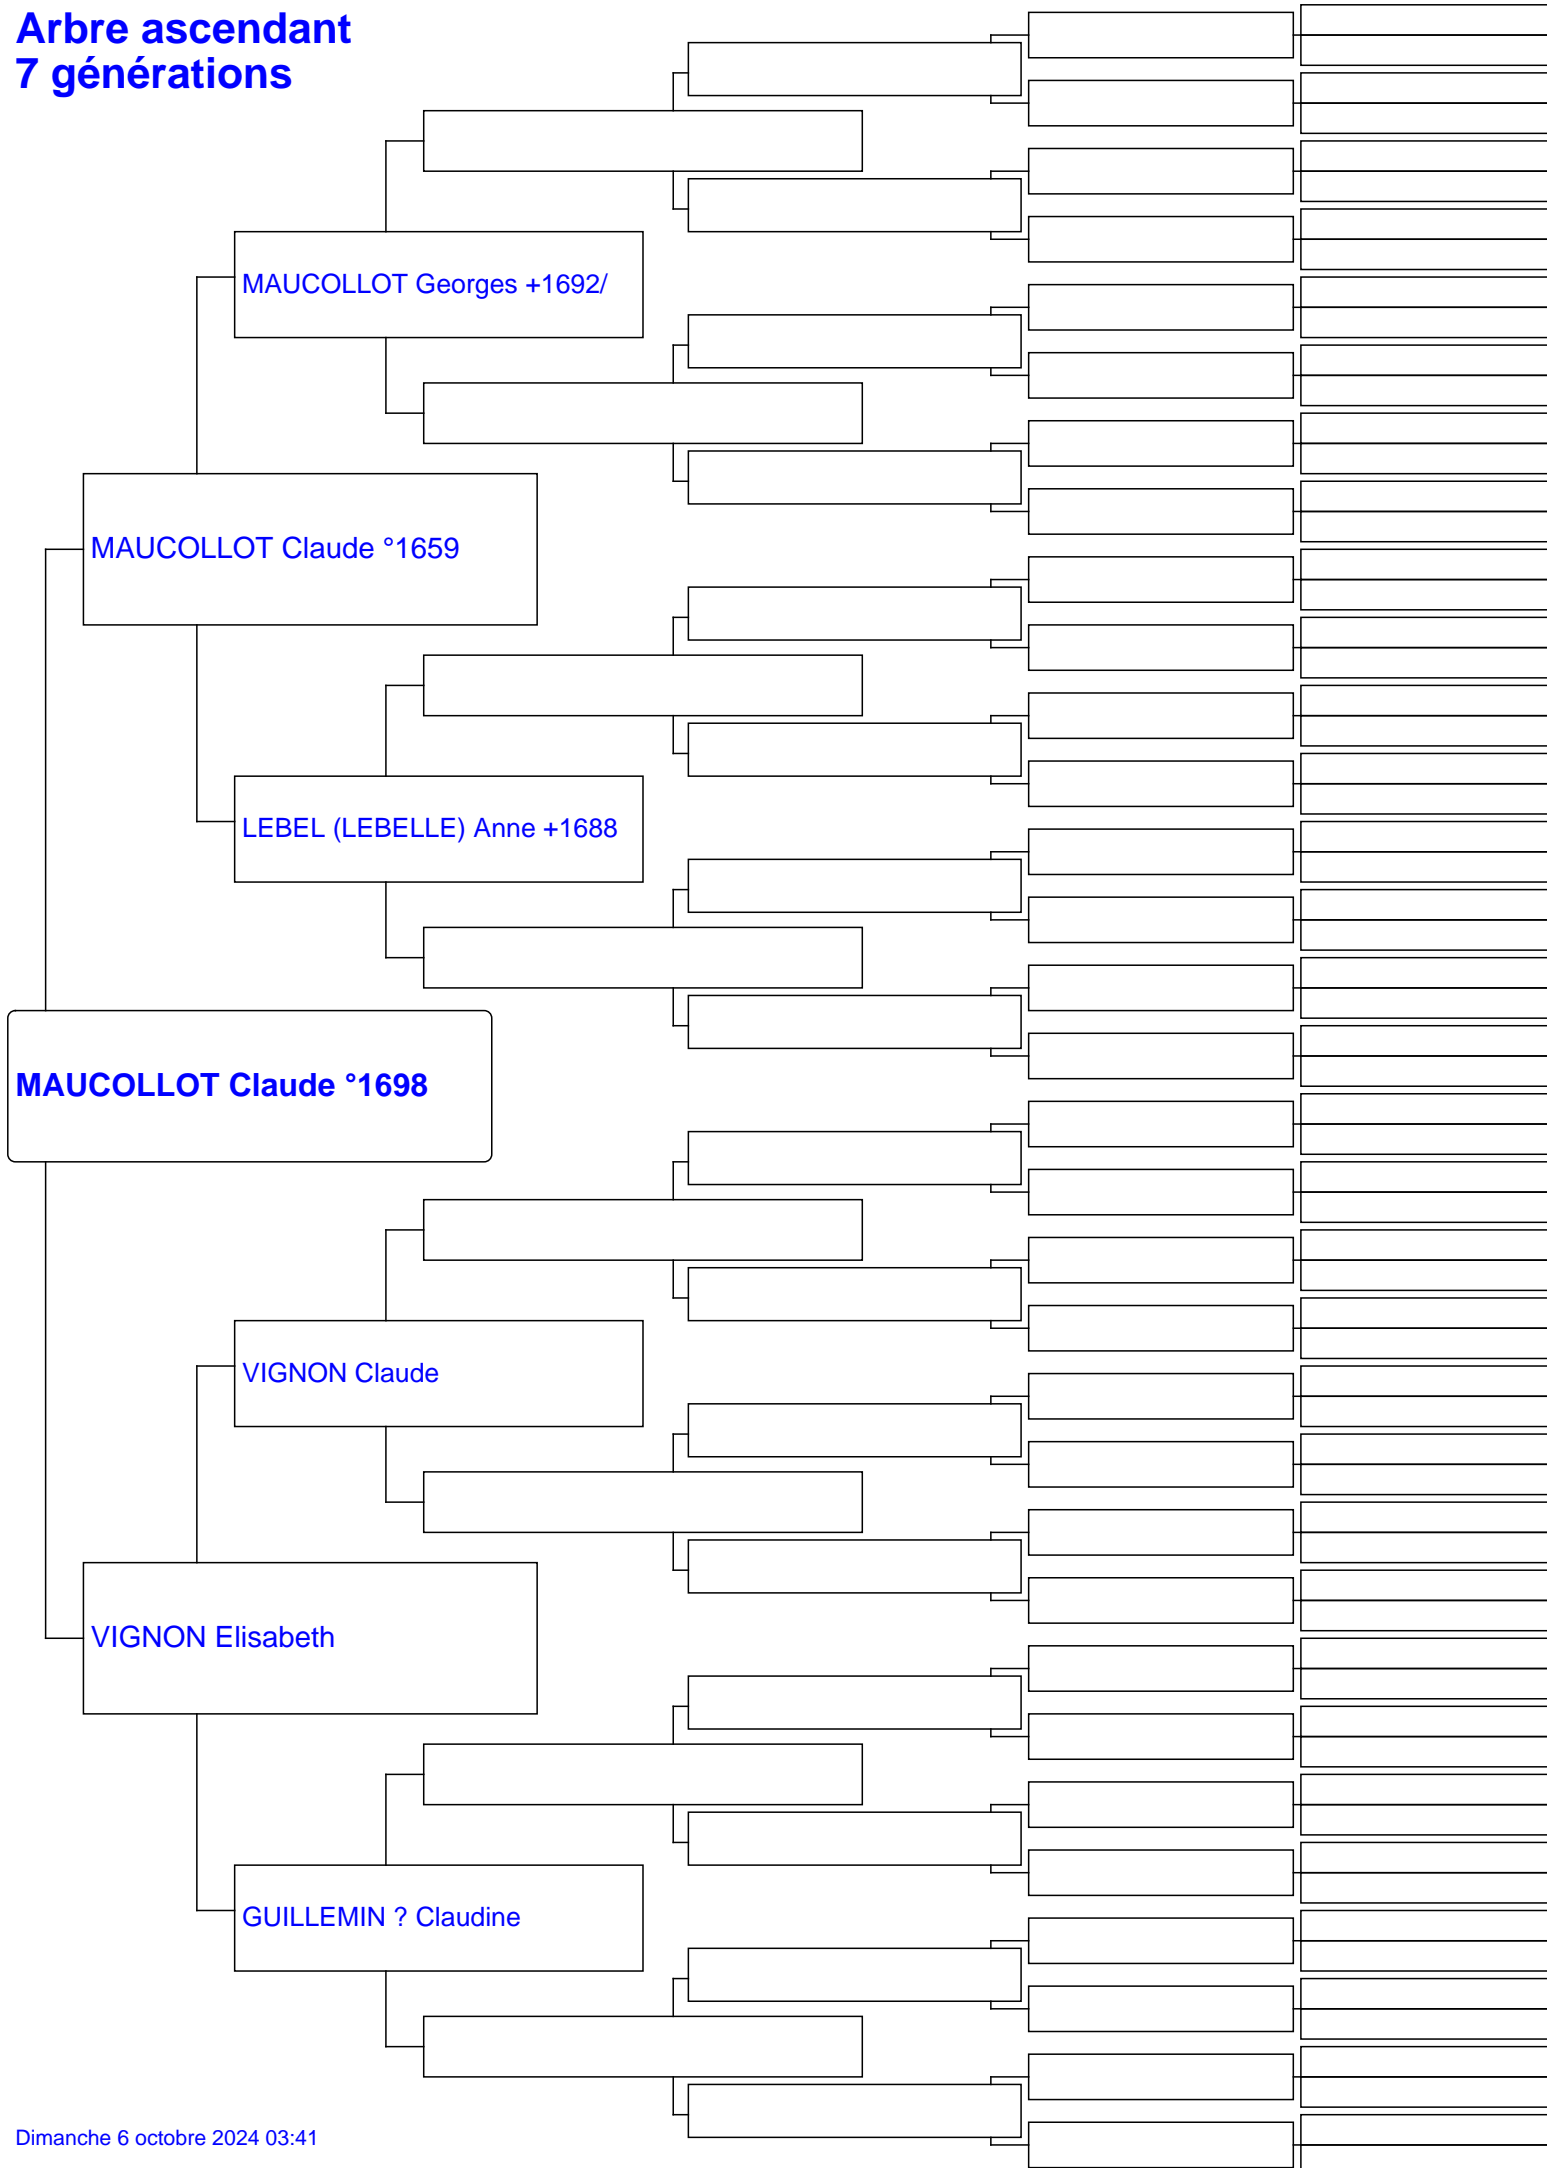 Arbre ascendant
7 générations
MAUCOLLOT Georges +1692/
MAUCOLLOT Claude °1659
LEBEL (LEBELLE) Anne +1688
MAUCOLLOT Claude °1698
VIGNON Claude
VIGNON Elisabeth
GUILLEMIN ? Claudine
Dimanche 6 octobre 2024 03:41